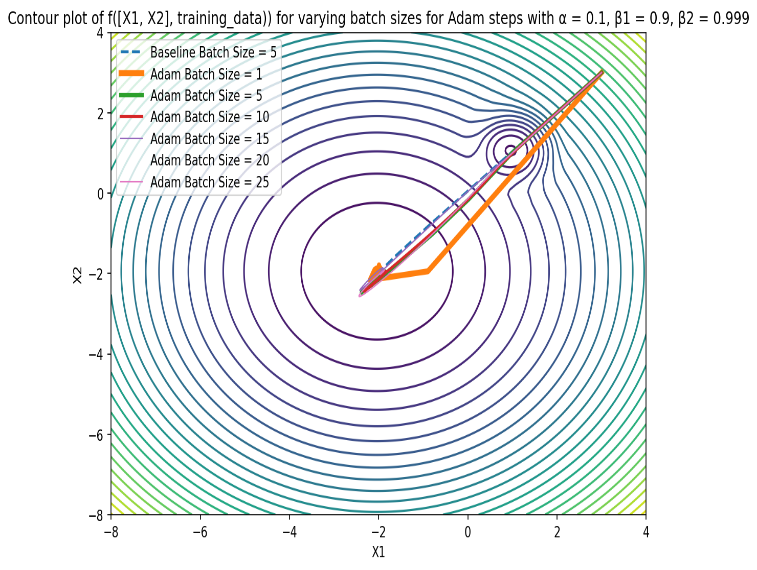 Contour plot of f([X1, X2], training_data)) for varying batch sizes for Adam steps with α = 0.1, β1 = 0.9, β2 = 0.999
Baseline Batch Size = 5
Adam Batch Size = 1
Adam Batch Size = 5
Adam Batch Size = 10
Adam Batch Size = 15
Adam Batch Size = 20
Adam Batch Size = 25
4
2
0
−2
−4
−6
−8
X2
−8 −6 −4 −2 0 2 4
X1